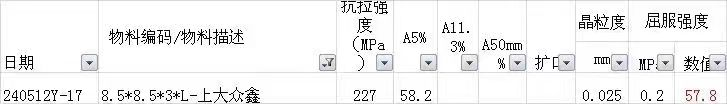 日期
物料编码/物料描述
抗拉强
度
(MPa
)
A5%
A11.
3%
A50mm
%
扩口
晶粒度
mm
屈服强度
MPa
数值
240512Y-17
8.5*8.5*3*L-上大众鑫
227
58.2
0.025
0.2
57.8